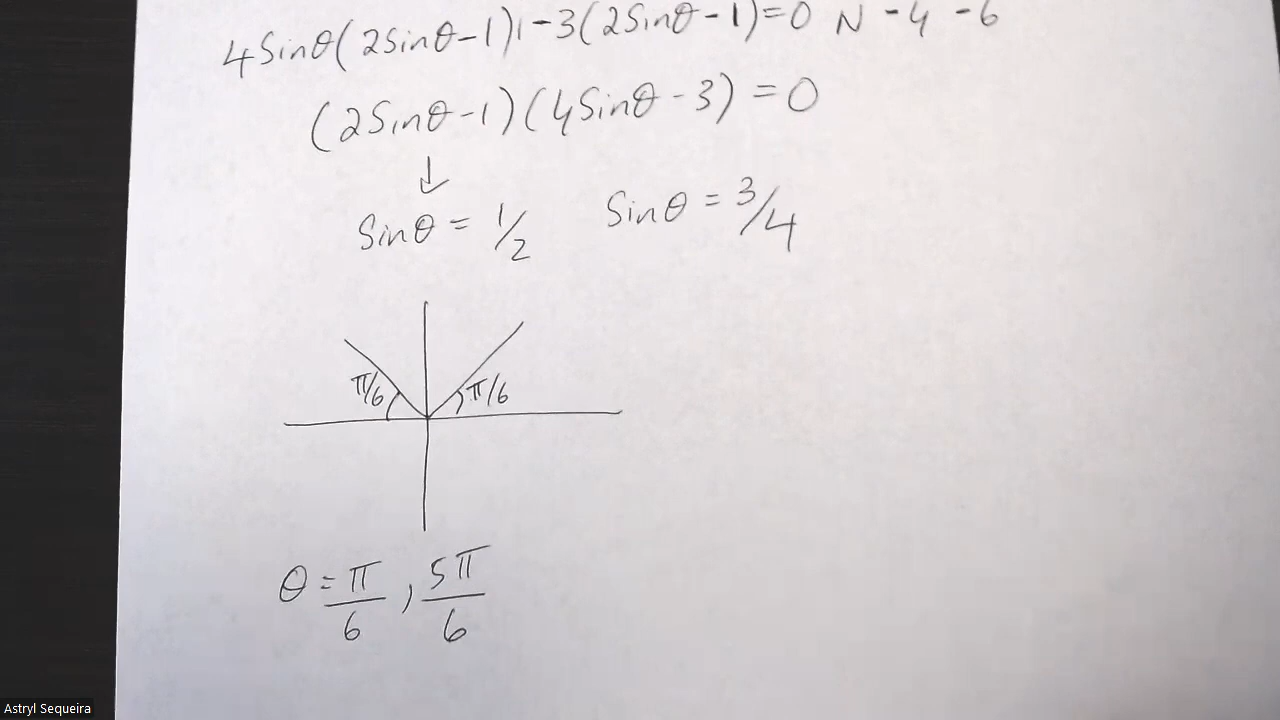 4Sinθ(2Sinθ-1)1-3(2Sinθ-1)=0 N -4 -6
(2Sinθ-1)(4Sinθ-3)=0
↓
Sinθ = 1/2 Sinθ = 3/4
π/6 π/6
θ = π/6, 5π/6
Astryl Sequeira